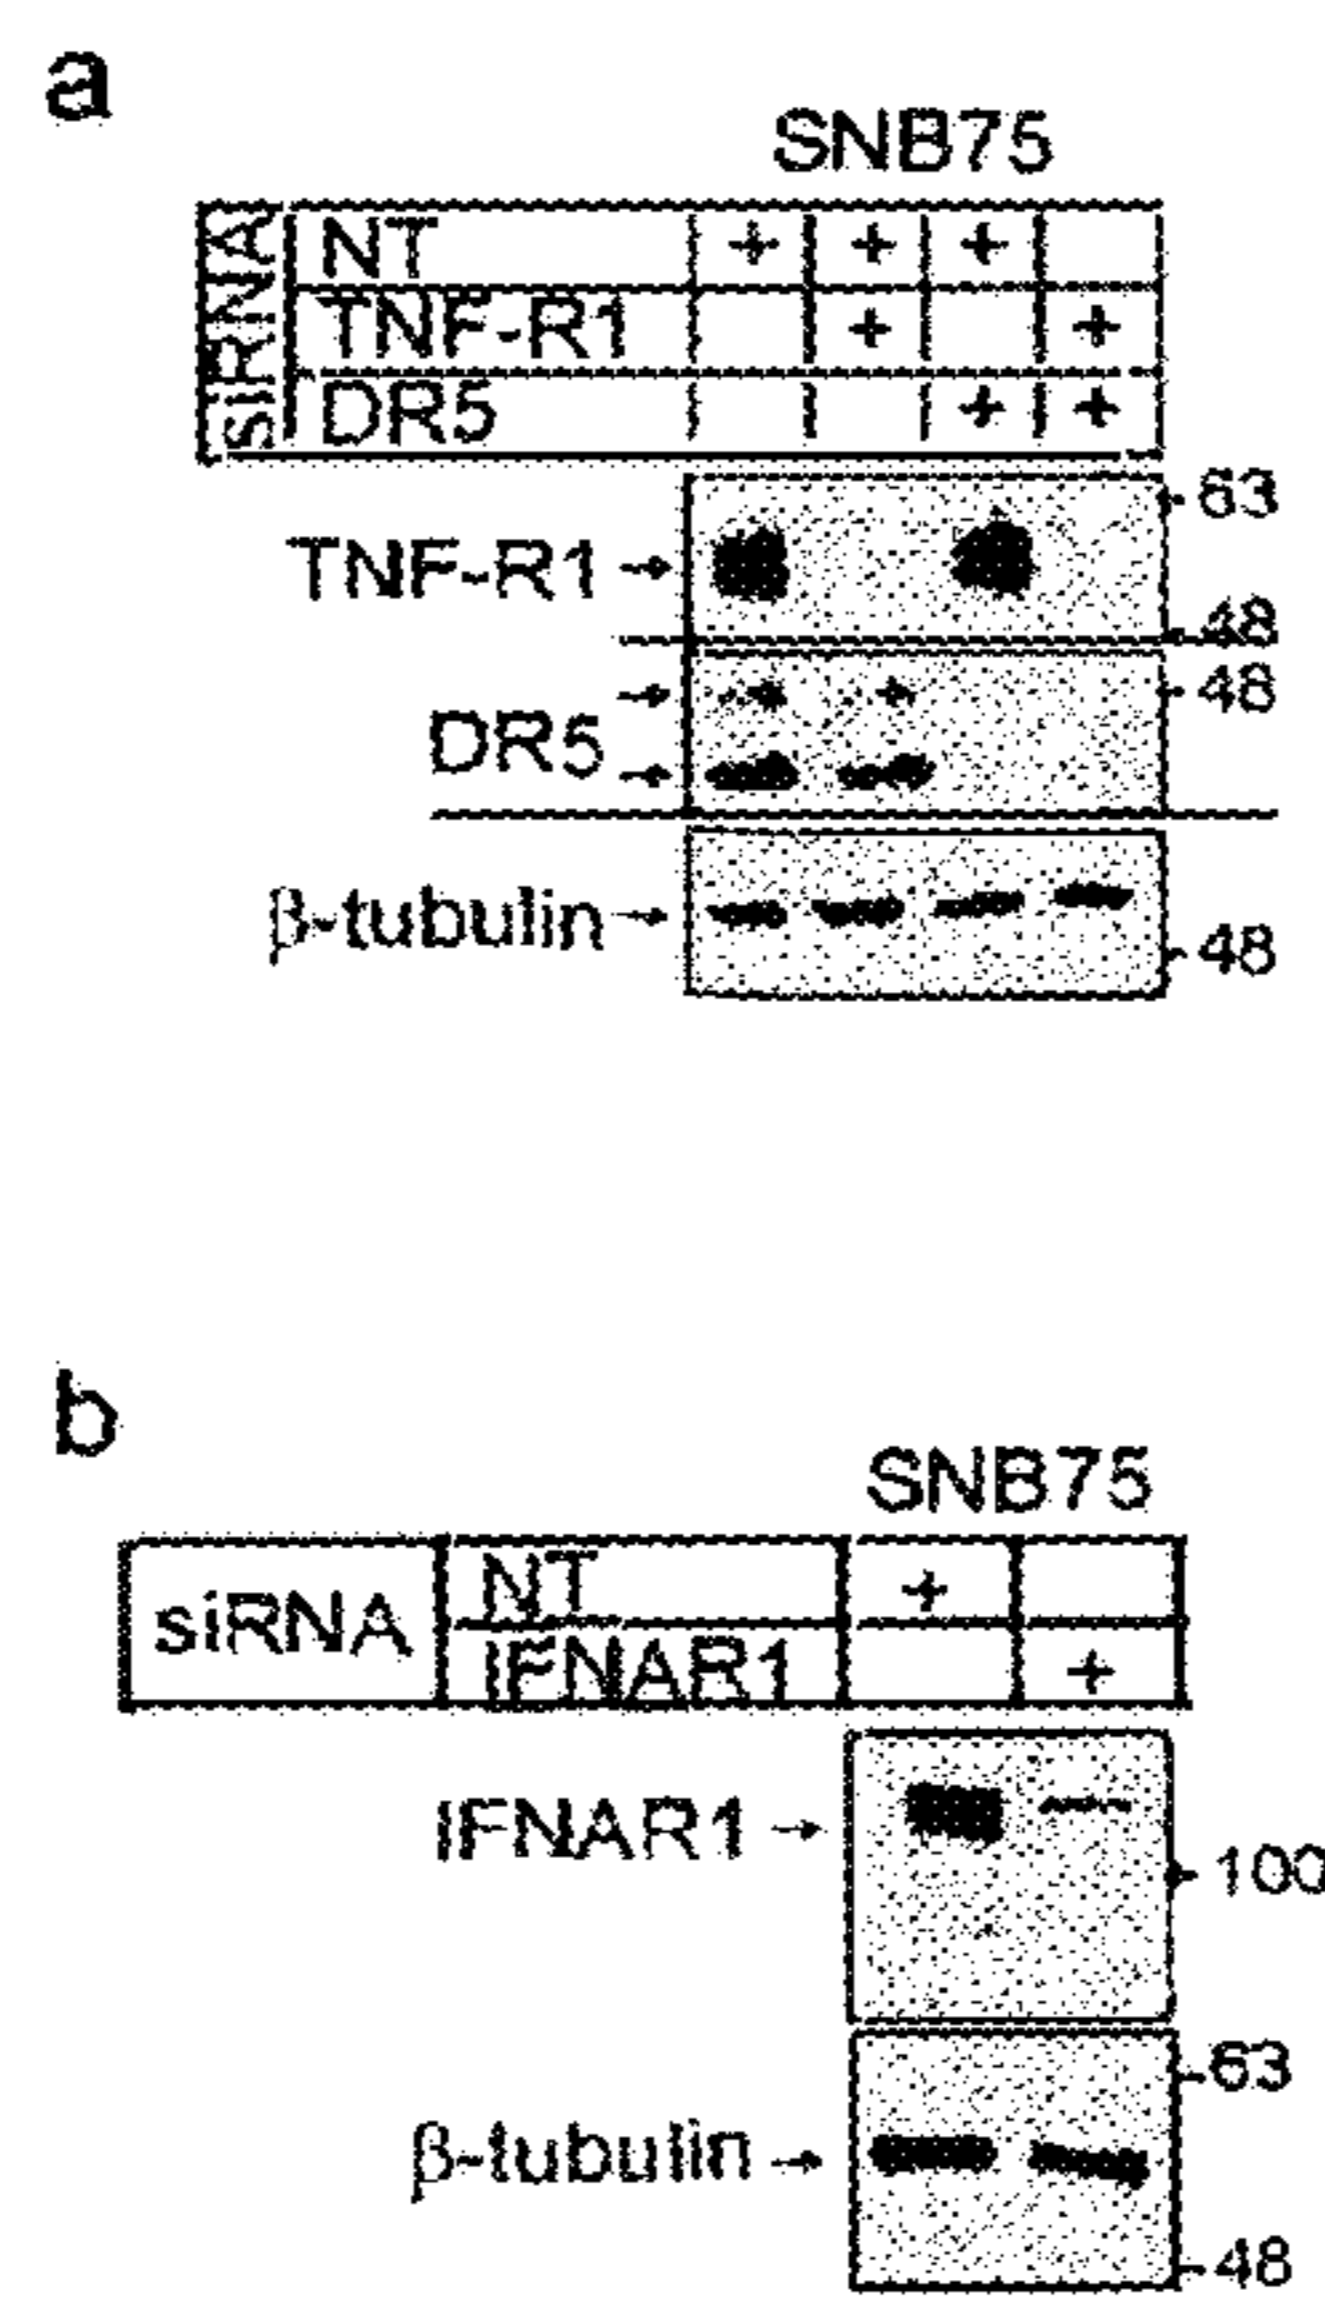 a
SNB75
siRNA
NT + + +
TNF-R1 + +
DR5 + +
63
TNF-R1 →
48
→ 48
DR5 →
β-tubulin →
48
b
SNB75
siRNA
NT +
IFNAR1 +
IFNAR1 →
100
63
β-tubulin →
48